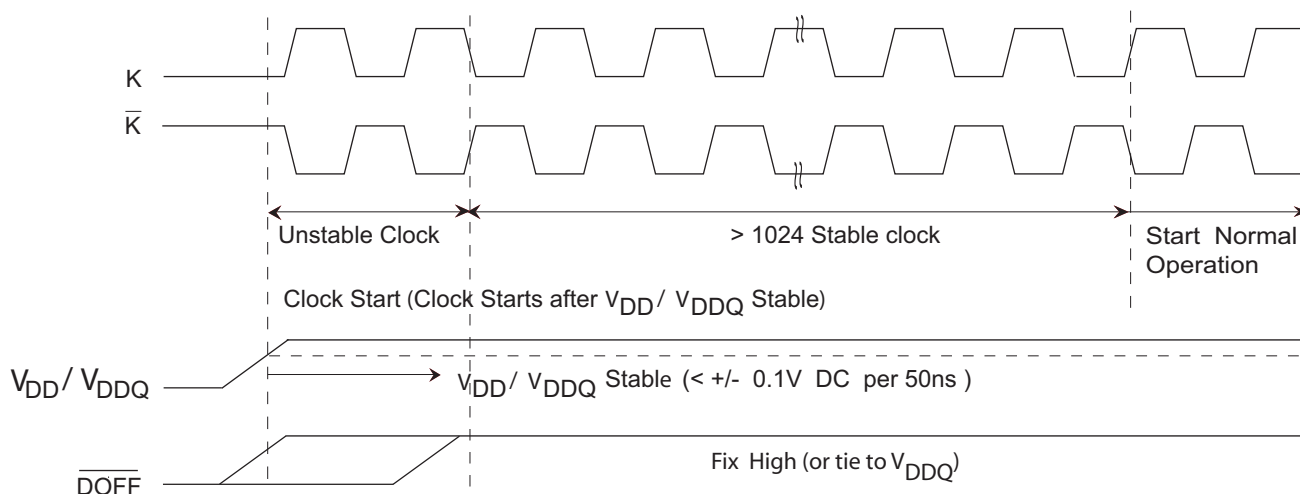 K
K̅
Unstable Clock
> 1024 Stable clock
Start Normal
Operation
Clock Start (Clock Starts after VDD / VDDQ Stable)
VDD / VDDQ
VDD / VDDQ Stable (< +/- 0.1V DC per 50ns )
Fix High (or tie to VDDQ)
D̅O̅F̅F̅